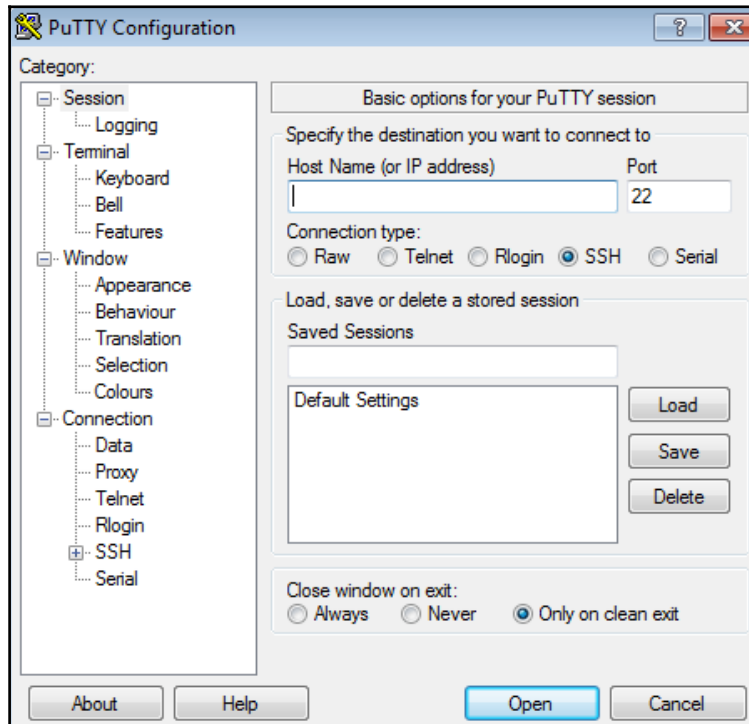 PuTTY Configuration
?
Category:
Session
Logging
Terminal
Keyboard
Bell
Features
Window
Appearance
Behaviour
Translation
Selection
Colours
Connection
Data
Proxy
Telnet
Rlogin
SSH
Serial
Basic options for your PuTTY session
Specify the destination you want to connect to
Host Name (or IP address) Port
22
Connection type:
Raw Telnet Rlogin SSH Serial
Load, save or delete a stored session
Saved Sessions
Default Settings
Load
Save
Delete
Close window on exit:
Always Never Only on clean exit
About Help Open Cancel